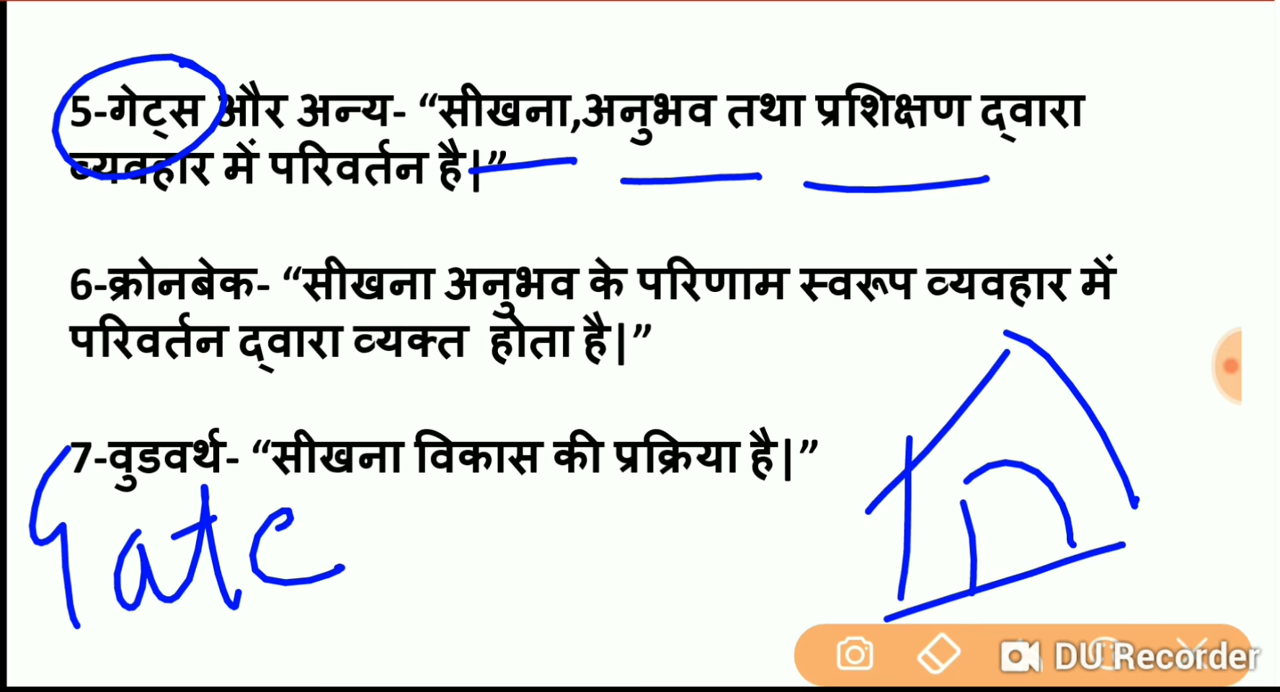 5-गेट्स और अन्य- “सीखना,अनुभव तथा प्रशिक्षण द्वारा
व्यवहार में परिवर्तन है|”
6-क्रोनबेक- “सीखना अनुभव के परिणाम स्वरूप व्यवहार में
परिवर्तन द्वारा व्यक्त होता है|”
7-वुडवर्थ- “सीखना विकास की प्रक्रिया है|”
Gate
DU Recorder